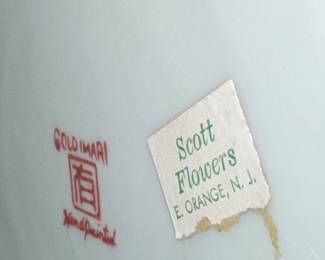 GOLD IMARI
Hand Painted
Scott
Flowers
E. ORANGE, N. J.